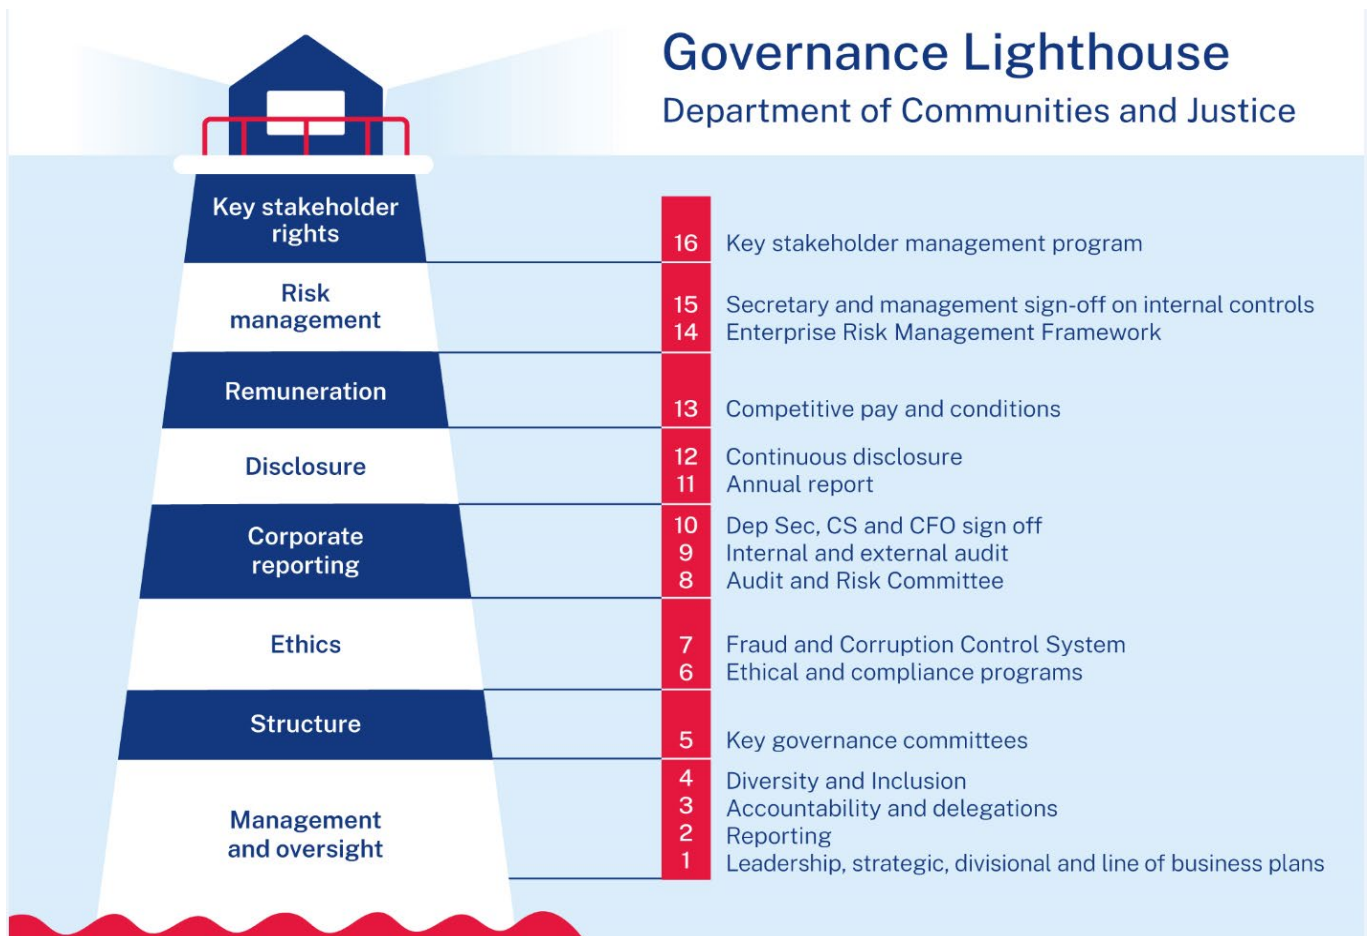 Governance Lighthouse
Department of Communities and Justice
Key stakeholder
rights
16 Key stakeholder management program
Risk
management
15 Secretary and management sign-off on internal controls
14 Enterprise Risk Management Framework
Remuneration
13 Competitive pay and conditions
Disclosure
12 Continuous disclosure
11 Annual report
Corporate
reporting
10 Dep Sec, CS and CFO sign off
9 Internal and external audit
8 Audit and Risk Committee
Ethics
7 Fraud and Corruption Control System
6 Ethical and compliance programs
Structure
5 Key governance committees
Management
and oversight
4 Diversity and Inclusion
3 Accountability and delegations
2 Reporting
1 Leadership, strategic, divisional and line of business plans